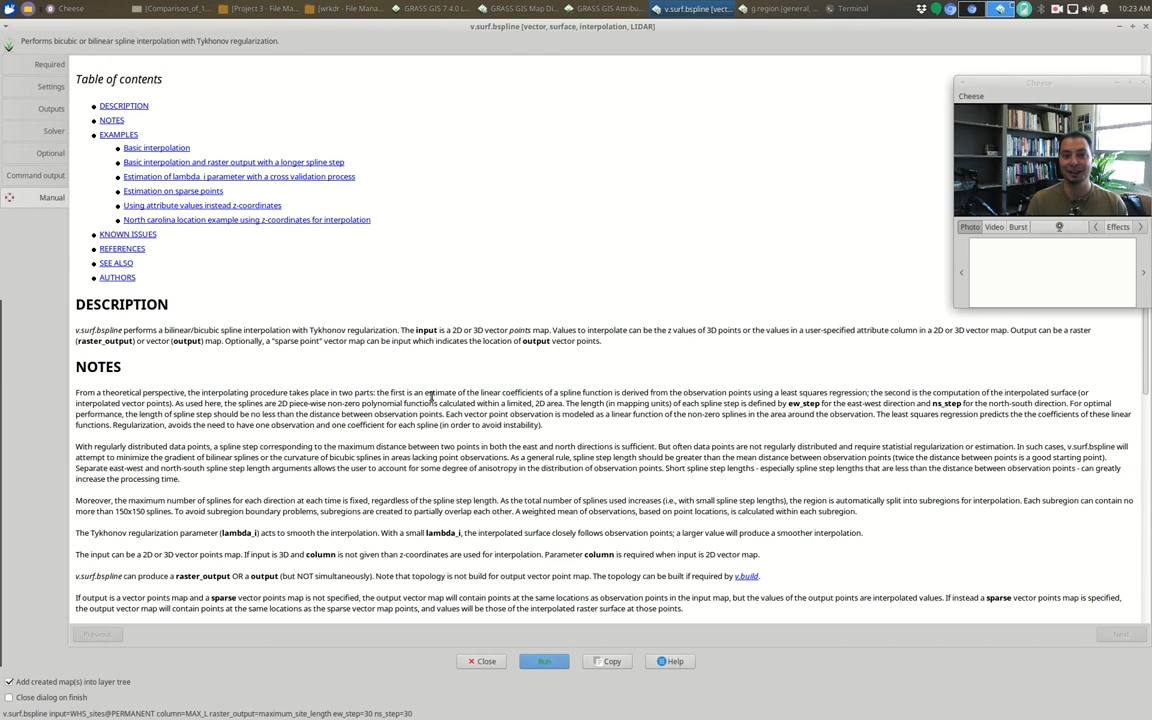 Cheese
[Comparison_of_1...
[Project 3 - File Ma...
[wrkdr - File Mana...
GRASS GIS 7.4.0 L...
GRASS GIS Map Di...
GRASS GIS Attribu...
v.surf.bspline [vect...
g.region [general, ...
Terminal
10:23 AM
v.surf.bspline [vector, surface, interpolation, LIDAR]
Performs bicubic or bilinear spline interpolation with Tykhonov regularization.
Required
Settings
Outputs
Solver
Optional
Command output
Manual
Table of contents
DESCRIPTION
NOTES
EXAMPLES
Basic interpolation
Basic interpolation and raster output with a longer spline step
Estimation of lambda_i parameter with a cross validation process
Estimation on sparse points
Using attribute values instead z-coordinates
North carolina location example using z-coordinates for interpolation
KNOWN ISSUES
REFERENCES
SEE ALSO
AUTHORS
Cheese
Cheese
Photo
Video
Burst
Effects
DESCRIPTION
v.surf.bspline performs a bilinear/bicubic spline interpolation with Tykhonov regularization. The input is a 2D or 3D vector points map. Values to interpolate can be the z values of 3D points or the values in a user-specified attribute column in a 2D or 3D vector map. Output can be a raster
(raster_output) or vector (output) map. Optionally, a "sparse point" vector map can be input which indicates the location of output vector points.
NOTES
From a theoretical perspective, the interpolating procedure takes place in two parts: the first is an estimate of the linear coefficients of a spline function is derived from the observation points using a least squares regression; the second is the computation of the interpolated surface (or
interpolated vector points). As used here, the splines are 2D piece-wise non-zero polynomial functions calculated within a limited, 2D area. The length (in mapping units) of each spline step is defined by ew_step for the east-west direction and ns_step for the north-south direction. For optimal
performance, the length of spline step should be no less than the distance between observation points. Each vector point observation is modeled as a linear function of the non-zero splines in the area around the observation. The least squares regression predicts the the coefficients of these linear
functions. Regularization, avoids the need to have one observation and one coefficient for each spline (in order to avoid instability).
With regularly distributed data points, a spline step corresponding to the maximum distance between two points in both the east and north directions is sufficient. But often data points are not regularly distributed and require statistical regularization or estimation. In such cases, v.surf.bspline will
attempt to minimize the gradient of bilinear splines or the curvature of bicubic splines in areas lacking point observations. As a general rule, spline step length should be greater than the mean distance between observation points (twice the distance between points is a good starting point).
Separate east-west and north-south spline step length arguments allows the user to account for some degree of anisotropy in the distribution of observation points. Short spline step lengths - especially spline step lengths that are less than the distance between observation points - can greatly
increase the processing time.
Moreover, the maximum number of splines for each direction at each time is fixed, regardless of the spline step length. As the total number of splines used increases (i.e., with small spline step lengths), the region is automatically split into subregions for interpolation. Each subregion can contain no
more than 150x150 splines. To avoid subregion boundary problems, subregions are created to partially overlap each other. A weighted mean of observations, based on point locations, is calculated within each subregion.
The Tykhonov regularization parameter (lambda_i) acts to smooth the interpolation. With a small lambda_i, the interpolated surface closely follows observation points; a larger value will produce a smoother interpolation.
The input can be a 2D or 3D vector points map. If input is 3D and column is not given than z-coordinates are used for interpolation. Parameter column is required when input is 2D vector map.
v.surf.bspline can produce a raster_output OR a output (but NOT simultaneously). Note that topology is not build for output vector point map. The topology can be built if required by v.build.
If output is a vector points map and a sparse vector points map is not specified, the output vector map will contain points at the same locations as observation points in the input map, but the values of the output points are interpolated values. If instead a sparse vector points map is specified,
the output vector map will contain points at the same locations as the sparse vector map points, and values will be those of the interpolated raster surface at those points.
Previous
Next
Close
Run
Copy
Help
Add created map(s) into layer tree
Close dialog on finish
v.surf.bspline input=WHS_sites@PERMANENT column=MAX_L raster_output=maximum_site_length ew_step=30 ns_step=30